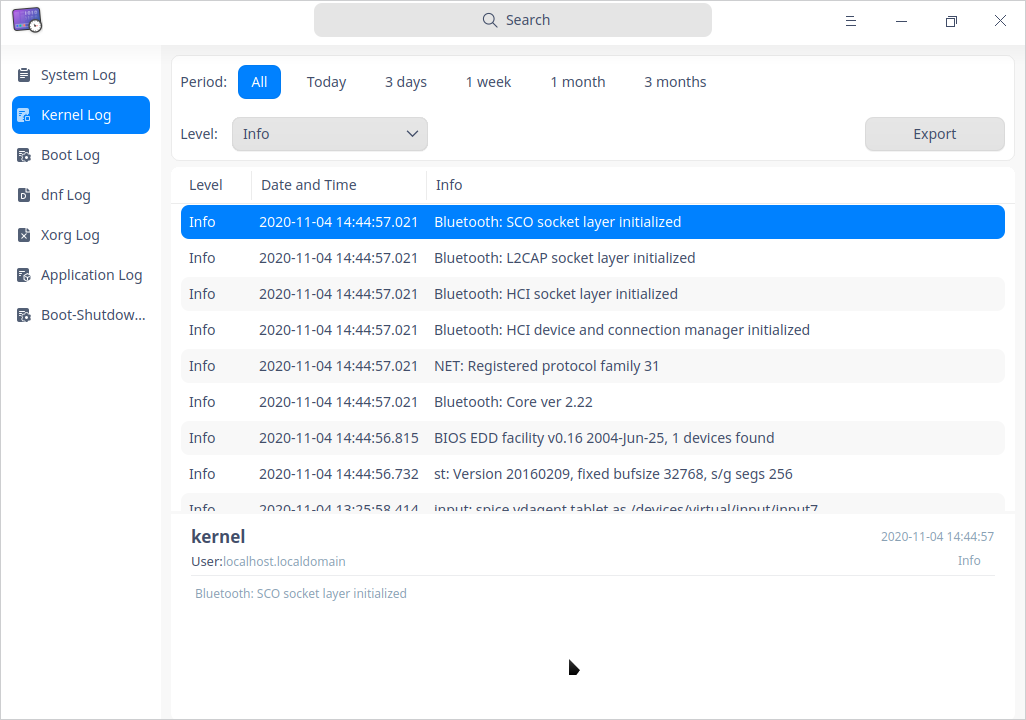 Search
System Log
Kernel Log
Boot Log
dnf Log
Xorg Log
Application Log
Boot-Shutdow...
Period: All Today 3 days 1 week 1 month 3 months
Level: Info Export
Level Date and Time Info
Info 2020-11-04 14:44:57.021 Bluetooth: SCO socket layer initialized
Info 2020-11-04 14:44:57.021 Bluetooth: L2CAP socket layer initialized
Info 2020-11-04 14:44:57.021 Bluetooth: HCI socket layer initialized
Info 2020-11-04 14:44:57.021 Bluetooth: HCI device and connection manager initialized
Info 2020-11-04 14:44:57.021 NET: Registered protocol family 31
Info 2020-11-04 14:44:57.021 Bluetooth: Core ver 2.22
Info 2020-11-04 14:44:56.815 BIOS EDD facility v0.16 2004-Jun-25, 1 devices found
Info 2020-11-04 14:44:56.732 st: Version 20160209, fixed bufsize 32768, s/g segs 256
Info 2020-11-04 13:25:58.414 input: spice vdagent tablet as /devices/virtual/input/input7
kernel 2020-11-04 14:44:57
User:localhost.localdomain Info
Bluetooth: SCO socket layer initialized